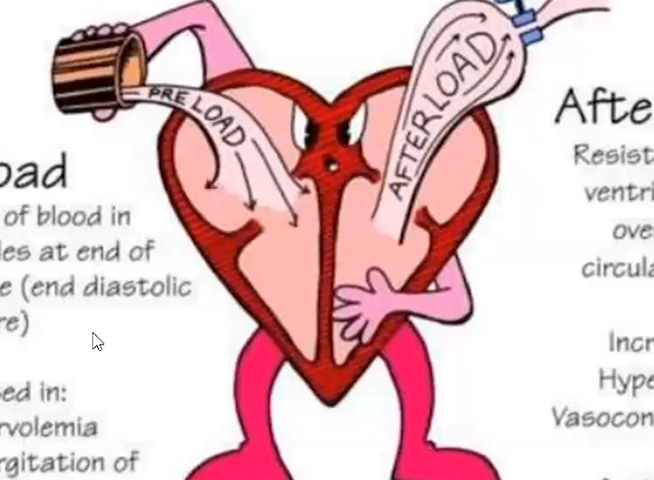 PRE LOAD
AFTERLOAD
oad
of blood in
les at end of
e (end diastolic
re)
ed in:
rvolemia
rgitation of
Afte
Resist
ventri
ove
circula
Incr
Hype
Vasocon